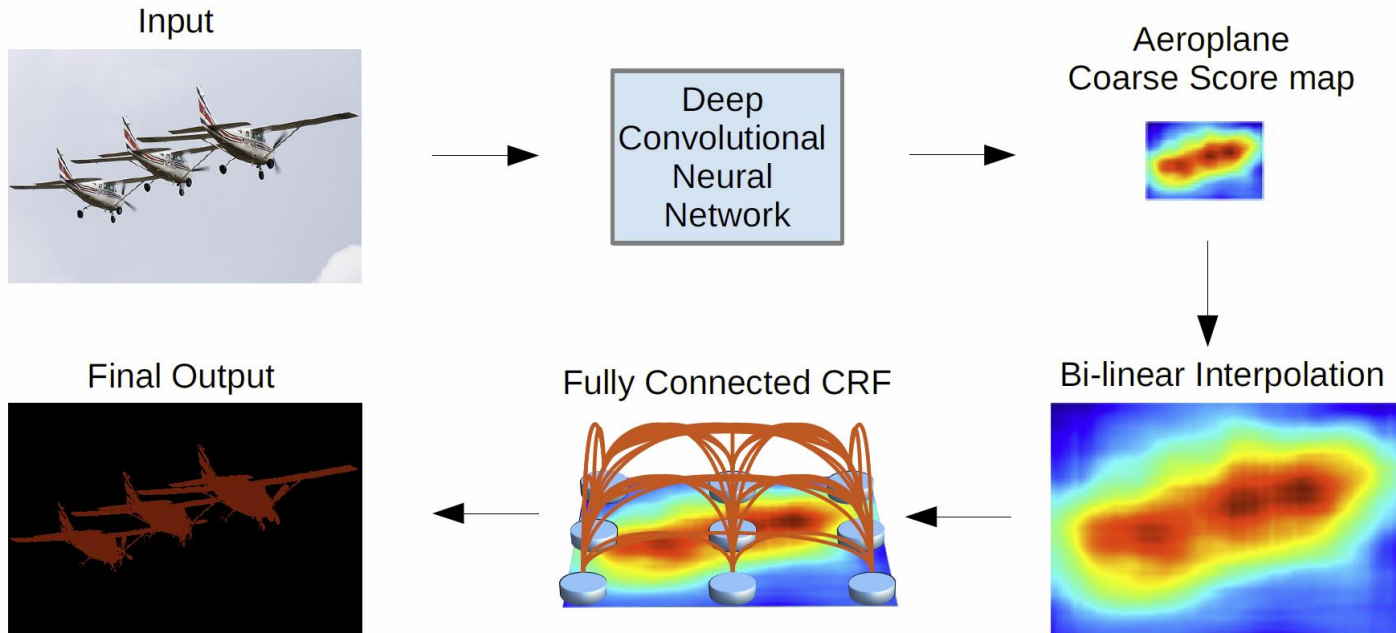 Input
Deep
Convolutional
Neural
Network
Aeroplane
Coarse Score map
Final Output
Fully Connected CRF
Bi-linear Interpolation